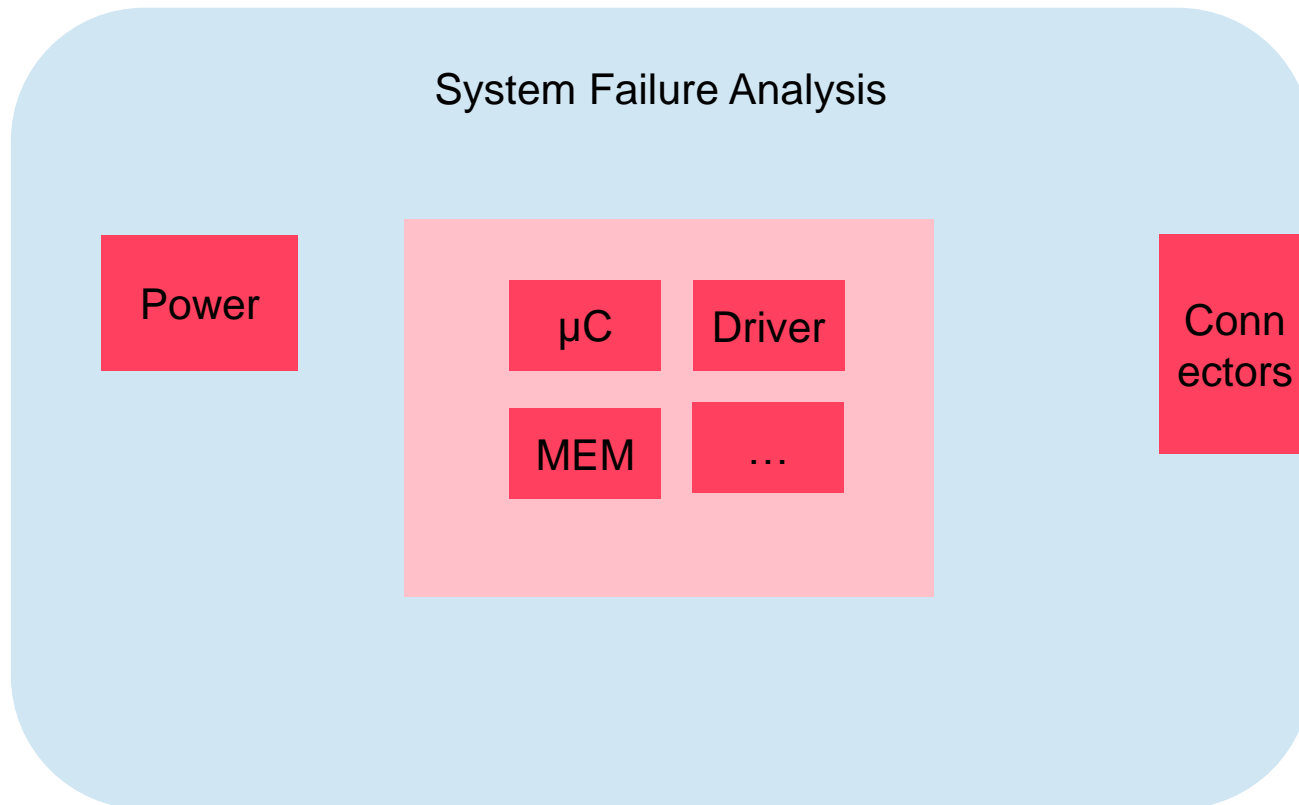 System Failure Analysis
Power
µC
Driver
MEM
…
Conn
ectors